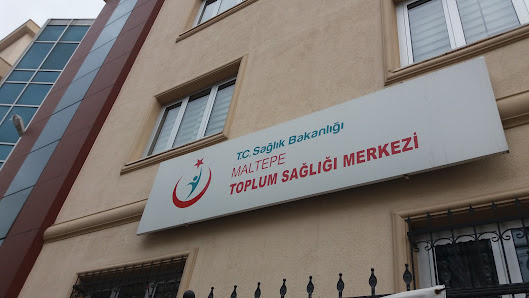 T.C. Sağlık Bakanlığı
MALTEPE
TOPLUM SAĞLIĞI MERKEZİ